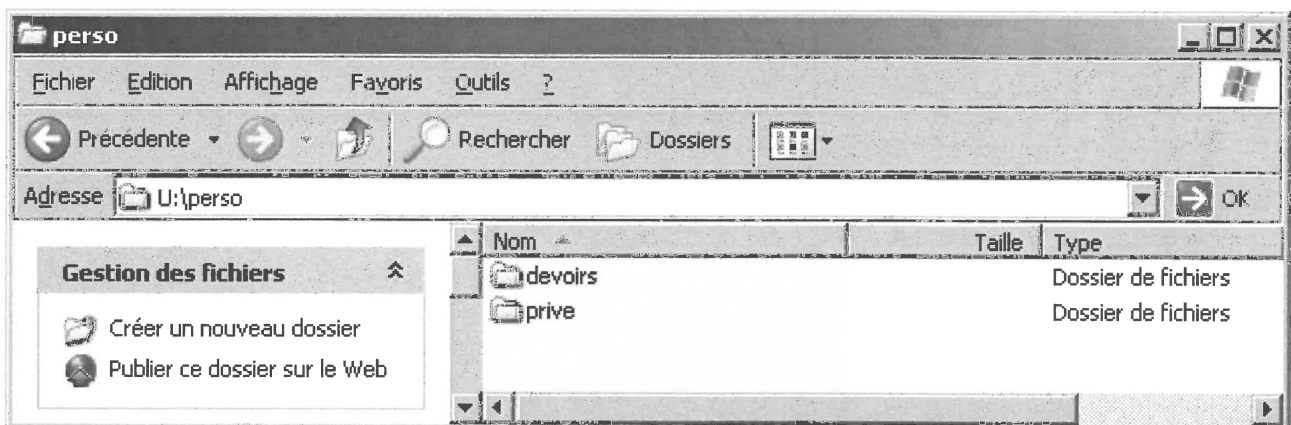 perso
Fichier Edition Affichage Favoris Outils ?
Précédente Rechercher Dossiers
Adresse U:\perso OK
Nom Taille Type
Gestion des fichiers
devoirs Dossier de fichiers
prive Dossier de fichiers
Créer un nouveau dossier
Publier ce dossier sur le Web